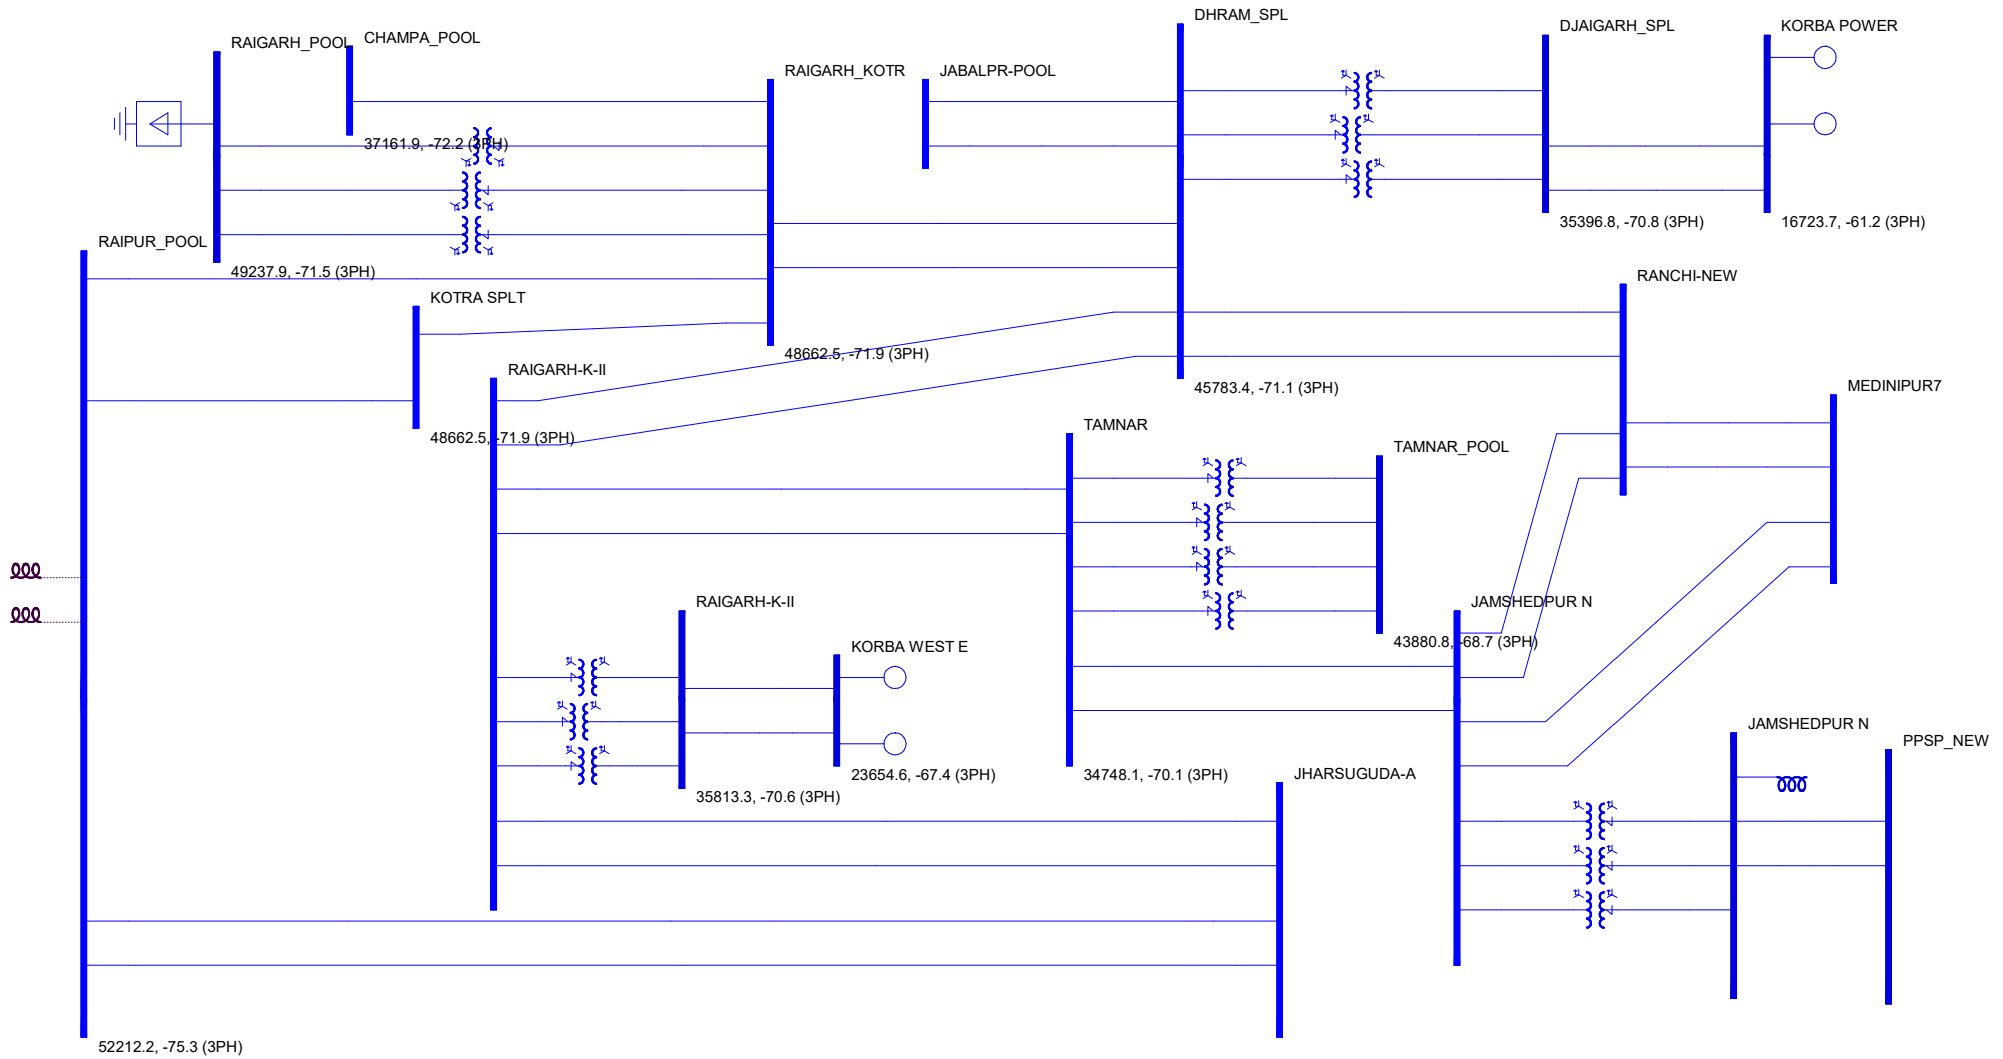 DHRAM_SPL
DJAIGARH_SPL
KORBA POWER
RAIGARH_POOL
CHAMPA_POOL
RAIGARH_KOTR
JABALPR-POOL
37161.9, -72.2 (3PH)
35396.8, -70.8 (3PH)
16723.7, -61.2 (3PH)
RAIPUR_POOL
49237.9, -71.5 (3PH)
RANCHI-NEW
KOTRA SPLT
48662.5, -71.9 (3PH)
RAIGARH-K-II
45783.4, -71.1 (3PH)
MEDINIPUR7
TAMNAR
48662.5, -71.9 (3PH)
TAMNAR_POOL
RAIGARH-K-II
JAMSHEDPUR N
KORBA WEST E
43880.8, -68.7 (3PH)
JAMSHEDPUR N
PPSP_NEW
23654.6, -67.4 (3PH)
34748.1, -70.1 (3PH)
JHARSUGUDA-A
35813.3, -70.6 (3PH)
52212.2, -75.3 (3PH)